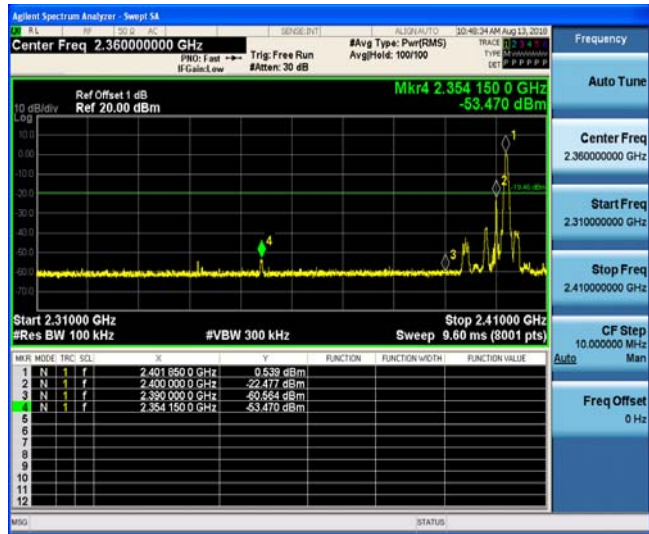 Agilent Spectrum Analyzer - Swept SA
RL RF 50 Ω AC SENSE:INT ALIGN AUTO 10:48:34 AM Aug 13, 2018
Center Freq 2.360000000 GHz
PNO: Fast
IFGain:Low
Trig: Free Run
#Atten: 30 dB
#Avg Type: Pwr(RMS)
Avg|Hold: 100/100
TRACE 1 2 3 4 5 6
TYPE
DET P P P P P P
Frequency
Ref Offset 1 dB
10 dB/div Ref 20.00 dBm
Log
Mkr4 2.354 150 0 GHz
-53.470 dBm
10.0
0.00
-10.0
-20.0
-30.0
-40.0
-50.0
-60.0
-70.0
1
2
3
4
Start 2.31000 GHz
Stop 2.41000 GHz
#Res BW 100 kHz #VBW 300 kHz Sweep 9.60 ms (8001 pts)
MKR MODE TRC SCL X Y FUNCTION FUNCTION WIDTH FUNCTION VALUE
1 N 1 f 2.401 850 0 GHz 0.539 dBm
2 N 1 f 2.400 000 0 GHz -22.477 dBm
3 N 1 f 2.390 000 0 GHz -60.564 dBm
4 N 1 f 2.354 150 0 GHz -53.470 dBm
5
6
7
8
9
10
11
12
MSG STATUS
Auto Tune
Center Freq
2.360000000 GHz
Start Freq
2.310000000 GHz
Stop Freq
2.410000000 GHz
CF Step
10.000000 MHz
Auto Man
Freq Offset
0 Hz